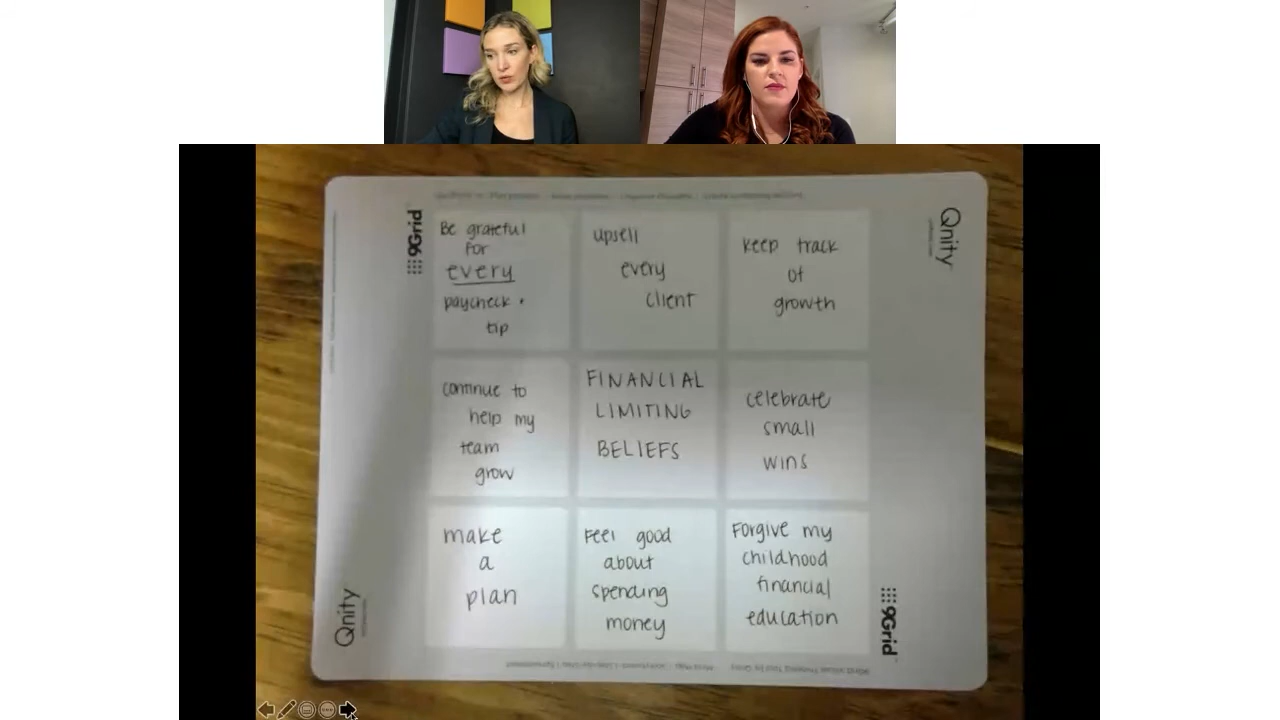 9Grid
Qnity
Be grateful
for
every
paycheck •
tip
upsell
every
client
keep track
of
growth
continue to
help my
team
grow
FINANCIAL
LIMITING
BELIEFS
celebrate
small
wins
make
a
plan
Feel good
about
spending
money
Forgive my
childhood
financial
education
Qnity
9Grid